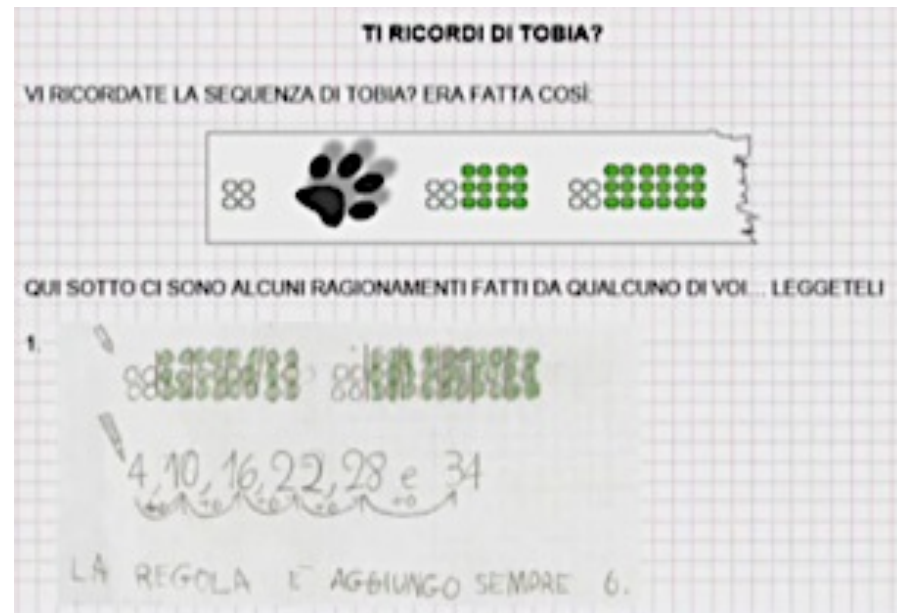 TI RICORDI DI TOBIA?
VI RICORDATE LA SEQUENZA DI TOBIA? ERA FATTA COSÌ:
QUI SOTTO CI SONO ALCUNI RAGIONAMENTI FATTI DA QUALCUNO DI VOI... LEGGETELI
1.
4, 10, 16, 22, 28 e 34
LA REGOLA È AGGIUNGO SEMPRE 6.